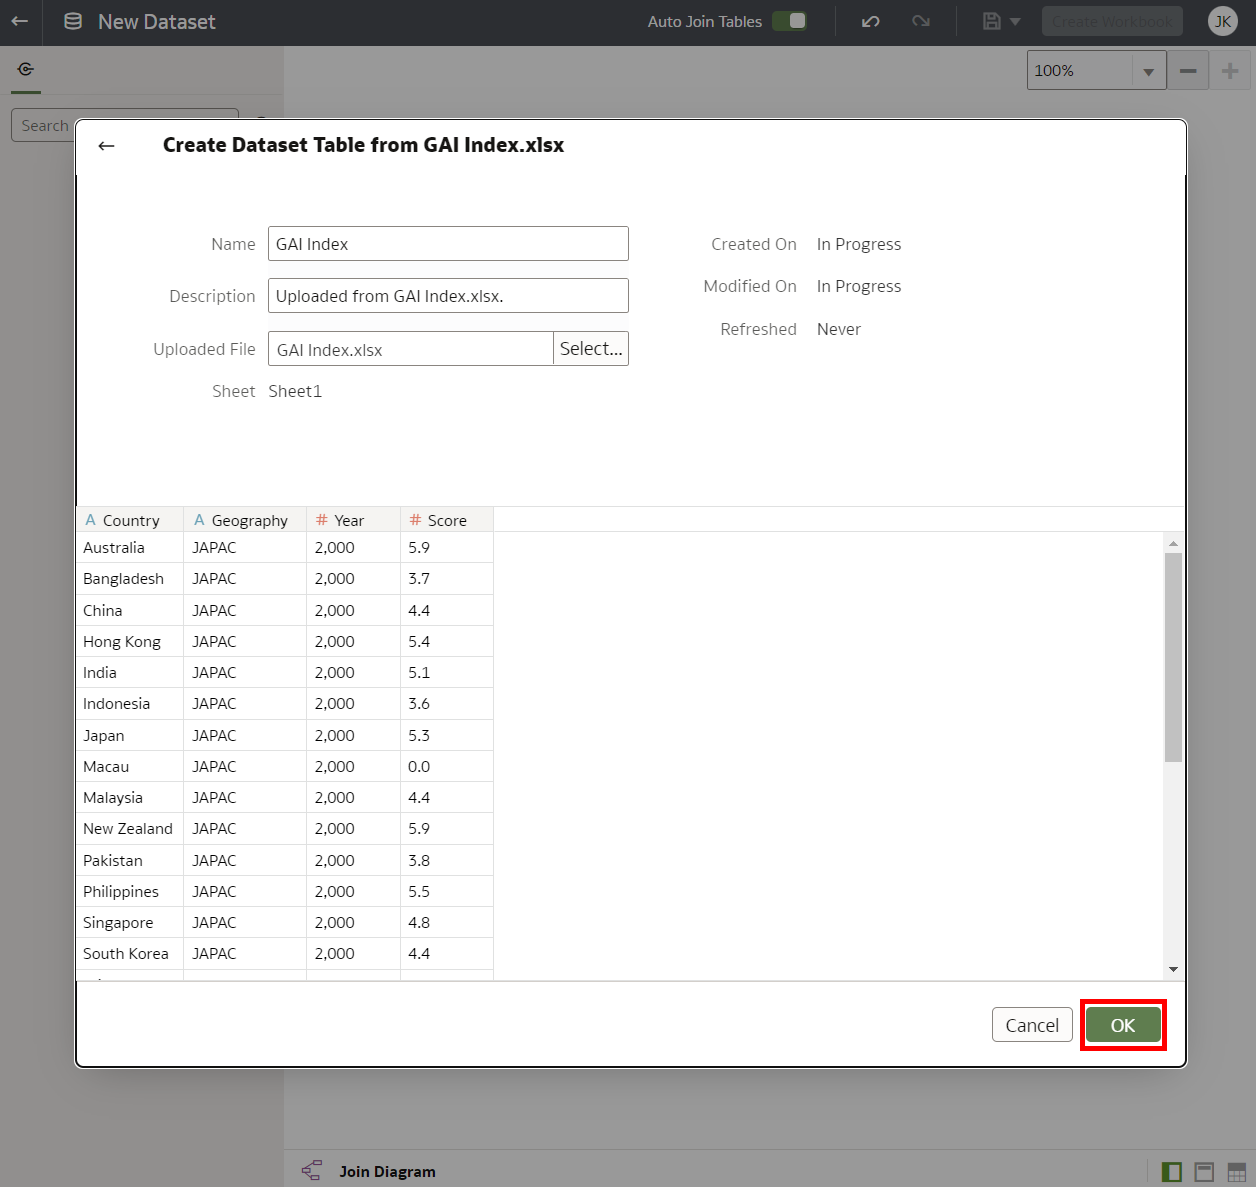 New Dataset
Auto Join Tables
Create Workbook
JK
100%
Search
Create Dataset Table from GAI Index.xlsx
Name GAI Index
Created On In Progress
Description Uploaded from GAI Index.xlsx.
Modified On In Progress
Uploaded File GAI Index.xlsx Select...
Refreshed Never
Sheet Sheet1
A Country A Geography # Year # Score
Australia JAPAC 2,000 5.9
Bangladesh JAPAC 2,000 3.7
China JAPAC 2,000 4.4
Hong Kong JAPAC 2,000 5.4
India JAPAC 2,000 5.1
Indonesia JAPAC 2,000 3.6
Japan JAPAC 2,000 5.3
Macau JAPAC 2,000 0.0
Malaysia JAPAC 2,000 4.4
New Zealand JAPAC 2,000 5.9
Pakistan JAPAC 2,000 3.8
Philippines JAPAC 2,000 5.5
Singapore JAPAC 2,000 4.8
South Korea JAPAC 2,000 4.4
Cancel OK
Join Diagram